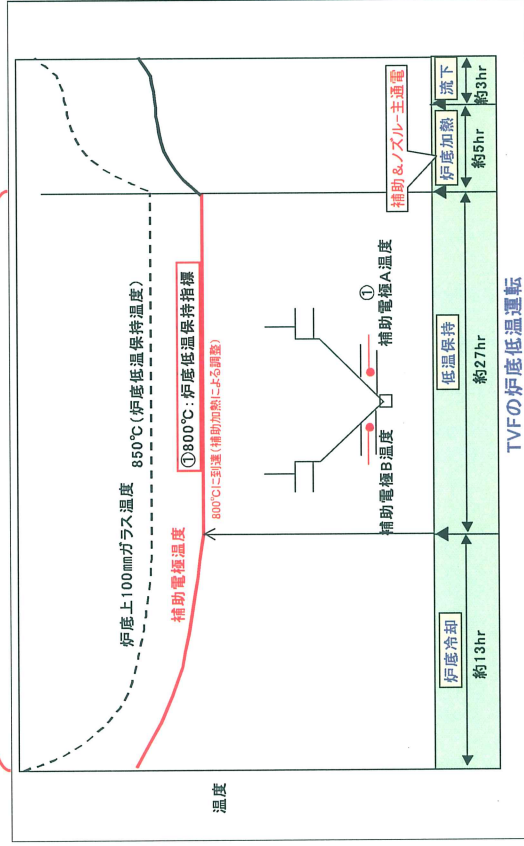 炉底上100mmガラス温度
850℃(炉底低温保持温度)
補助電極温度
①800℃:炉底低温保持指標
800℃に到達(補助加熱による調整)
温度
①
補助電極B温度
補助電極A温度
補助&ノズルー主通電
炉底冷却
低温保持
炉底加熱
流下
約13hr
約27hr
約5hr
約3hr
TVFの炉底低温運転